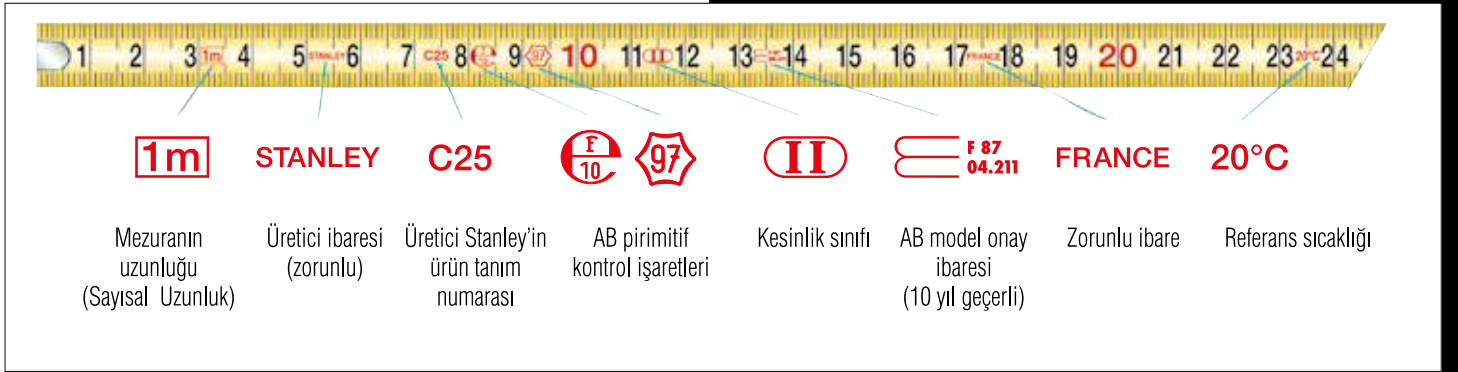 1 2 3 1m 4 5 STANLEY 6 7 C25 8 9 97 10 11 12 13 14 15 16 17 FRANCE 18 19 20 21 22 23 20°C 24
1m STANLEY C25 F 10 97 II F 87 04.211 FRANCE 20°C
Mezuranın
uzunluğu
(Sayısal Uzunluk)
Üretici ibaresi
(zorunlu)
Üretici Stanley'in
ürün tanım
numarası
AB pirimitif
kontrol işaretleri
Kesinlik sınıfı
AB model onay
ibaresi
(10 yıl geçerli)
Zorunlu ibare
Referans sıcaklığı